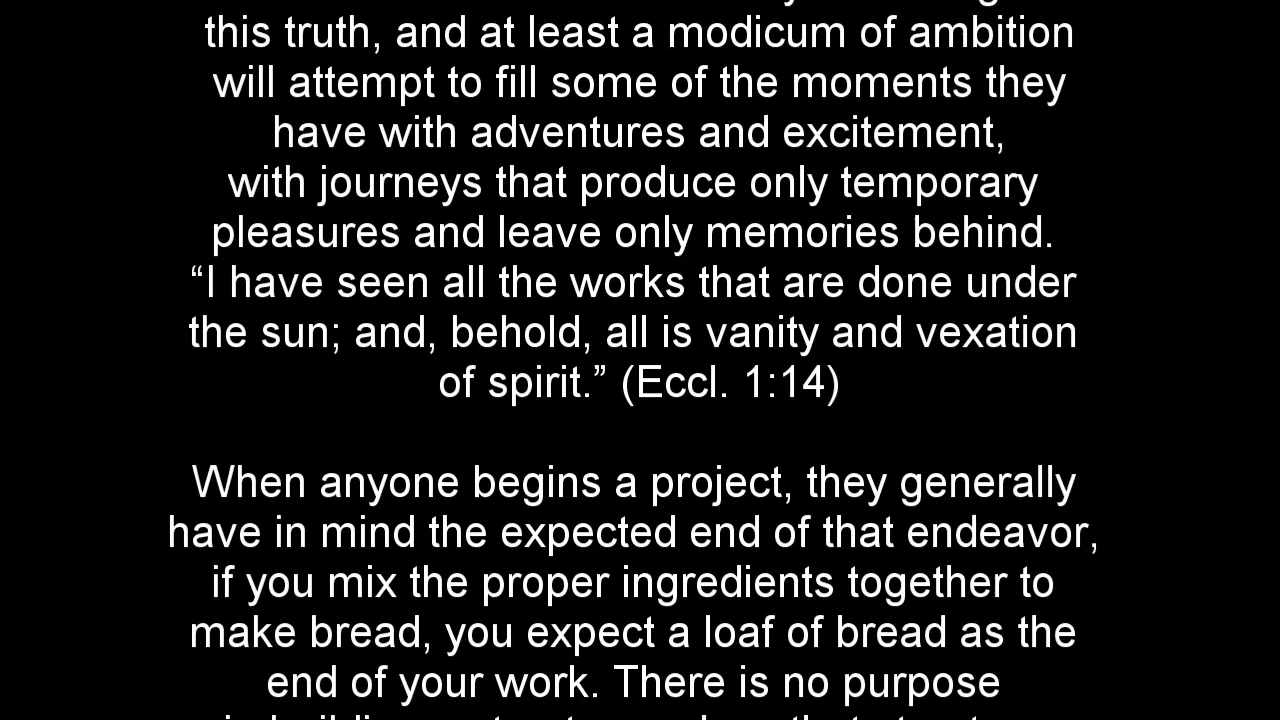 this truth, and at least a modicum of ambition
will attempt to fill some of the moments they
have with adventures and excitement,
with journeys that produce only temporary
pleasures and leave only memories behind.
“I have seen all the works that are done under
the sun; and, behold, all is vanity and vexation
of spirit.” (Eccl. 1:14)
When anyone begins a project, they generally
have in mind the expected end of that endeavor,
if you mix the proper ingredients together to
make bread, you expect a loaf of bread as the
end of your work. There is no purpose